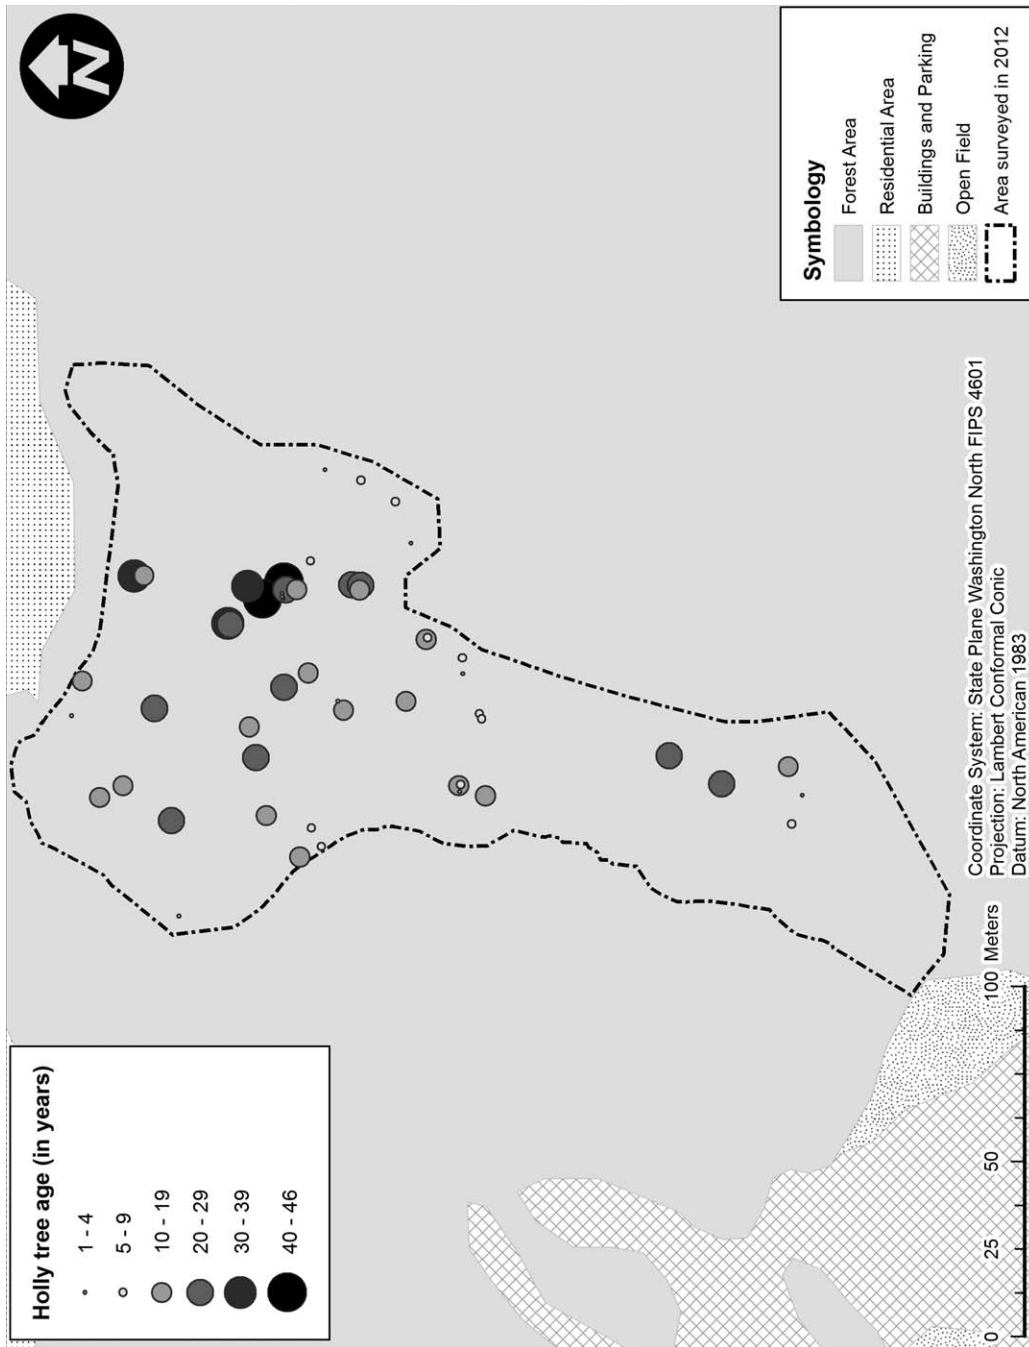 Holly tree age (in years)
1 - 4
5 - 9
10 - 19
20 - 29
30 - 39
40 - 46
N
0 25 50 100 Meters
Coordinate System: State Plane Washington North FIPS 4601
Projection: Lambert Conformal Conic
Datum: North American 1983
Symbology
Forest Area
Residential Area
Buildings and Parking
Open Field
Area surveyed in 2012